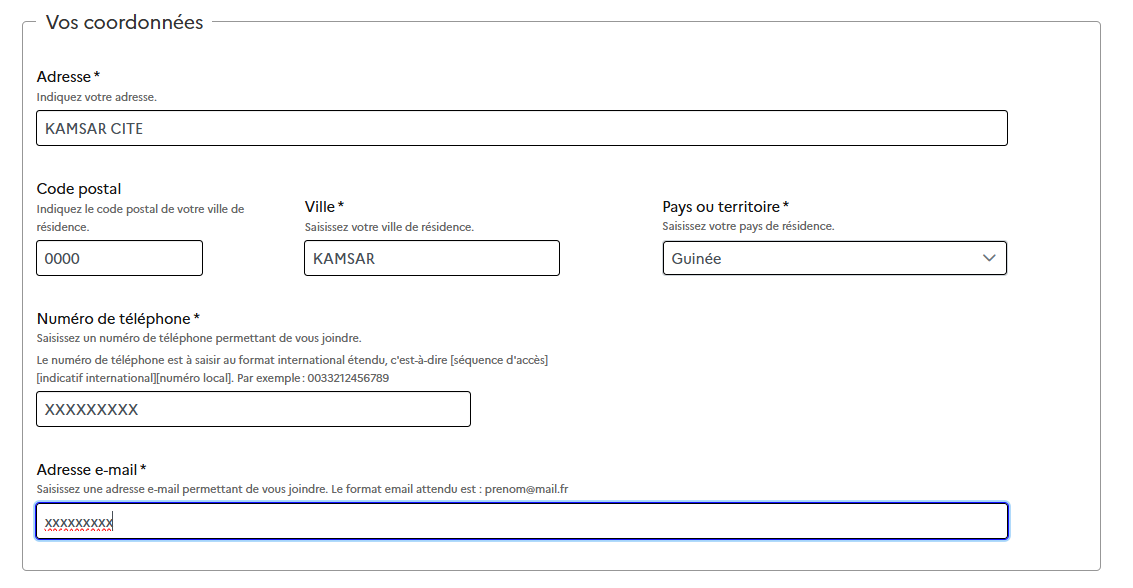 Vos coordonnées
Adresse *
Indiquez votre adresse.
KAMSAR CITE
Code postal
Indiquez le code postal de votre ville de
résidence.
0000
Ville *
Saisissez votre ville de résidence.
KAMSAR
Pays ou territoire *
Saisissez votre pays de résidence.
Guinée
Numéro de téléphone *
Saisissez un numéro de téléphone permettant de vous joindre.
Le numéro de téléphone est à saisir au format international étendu, c'est-à-dire [séquence d'accès]
[indicatif international][numéro local]. Par exemple : 0033212456789
XXXXXXXXX
Adresse e-mail *
Saisissez une adresse e-mail permettant de vous joindre. Le format email attendu est : prenom@mail.fr
xxxxxxxxx